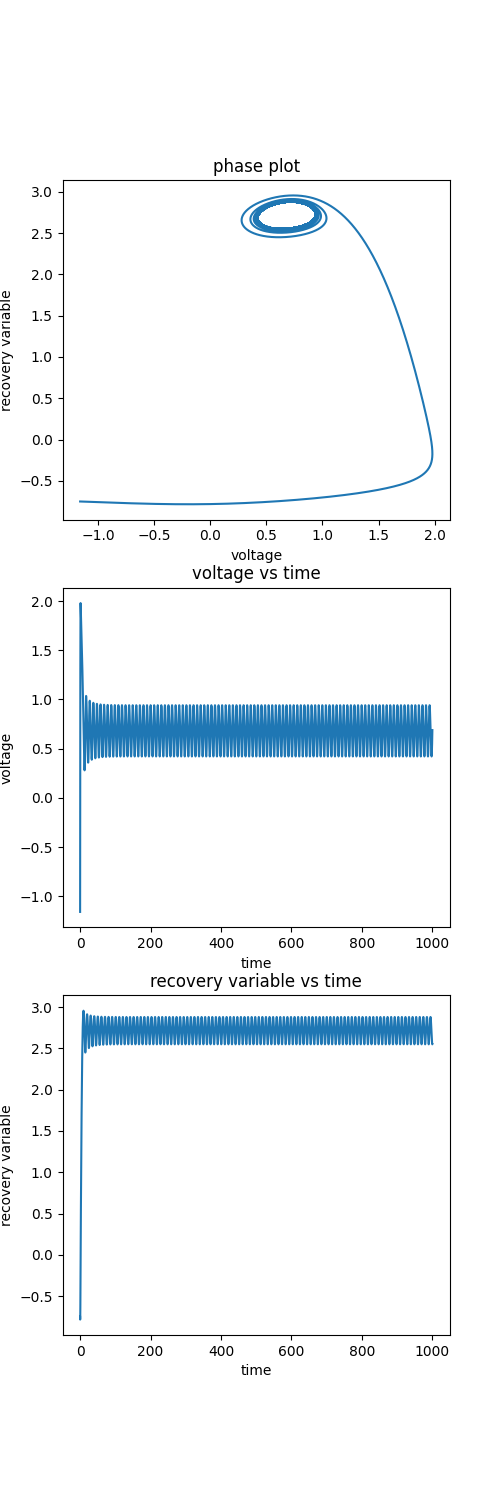 phase plot
3.0
2.5
2.0
1.5
1.0
0.5
0.0
−0.5
recovery variable
−1.0 −0.5 0.0 0.5 1.0 1.5 2.0
voltage
voltage vs time
2.0
1.5
1.0
0.5
0.0
−0.5
−1.0
voltage
0 200 400 600 800 1000
time
recovery variable vs time
3.0
2.5
2.0
1.5
1.0
0.5
0.0
−0.5
recovery variable
0 200 400 600 800 1000
time